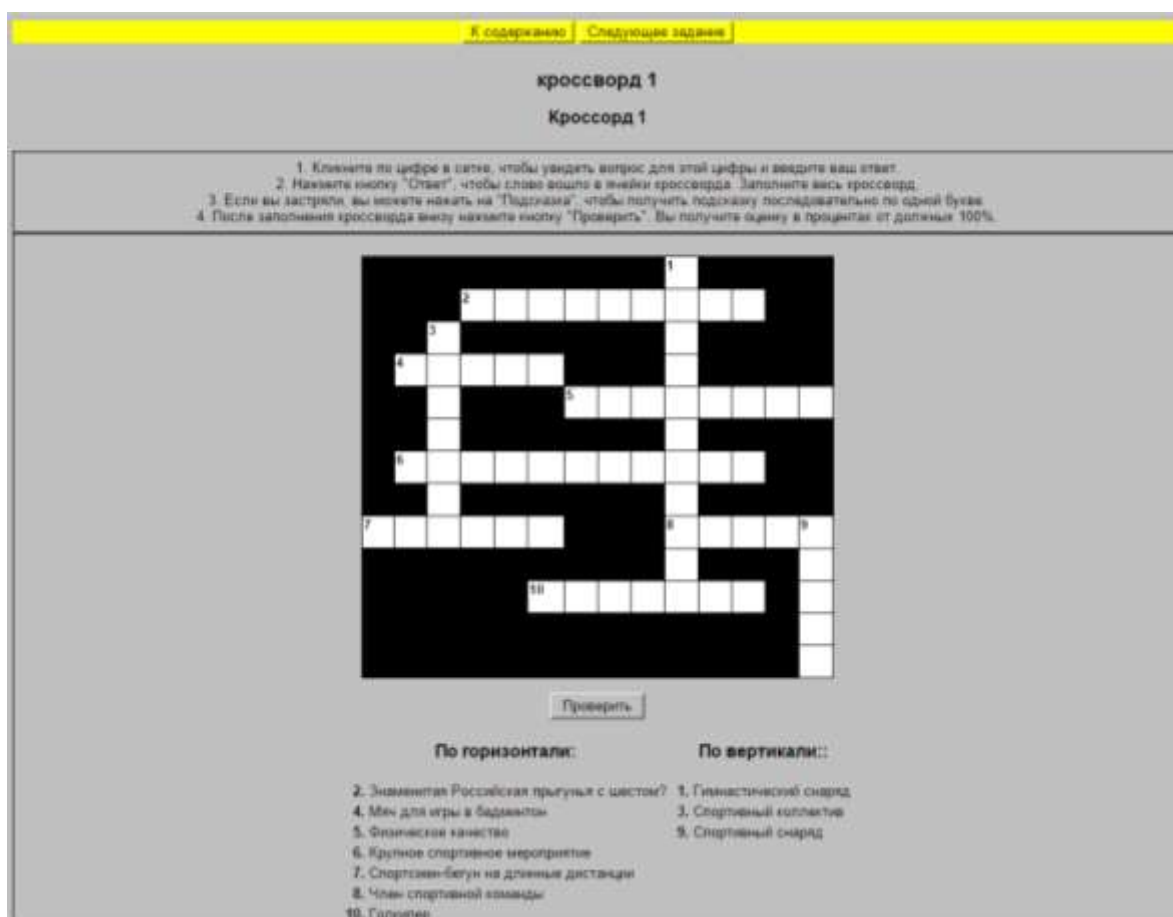 К содержанию Следующее задание
кроссворд 1
Кроссорд 1
1. Кликните по цифре в сетке, чтобы увидеть вопрос для этой цифры и введите ваш ответ.
2. Нажмите кнопку "Ответ", чтобы слово вошло в ячейки кроссворда. Заполните весь кроссворд.
3. Если вы застряли, вы можете нажать на "Подсказка", чтобы получить подсказку последовательно по одной букве.
4. После заполнения кроссворда внизу нажмите кнопку "Проверить". Вы получите оценку в процентах от должных 100%.
1
2
3
4
5
6
7 8 9
10
Проверить
По горизонтали: По вертикали::
2. Знаменитая Российская прыгунья с шестом? 1. Гимнастический снаряд
4. Мяч для игры в бадминтон 3. Спортивный коллектив
5. Физическое качество 9. Спортивный снаряд
6. Крупное спортивное мероприятие
7. Спортсмен-бегун на длинные дистанции
8. Член спортивной команды
10. Голкипер